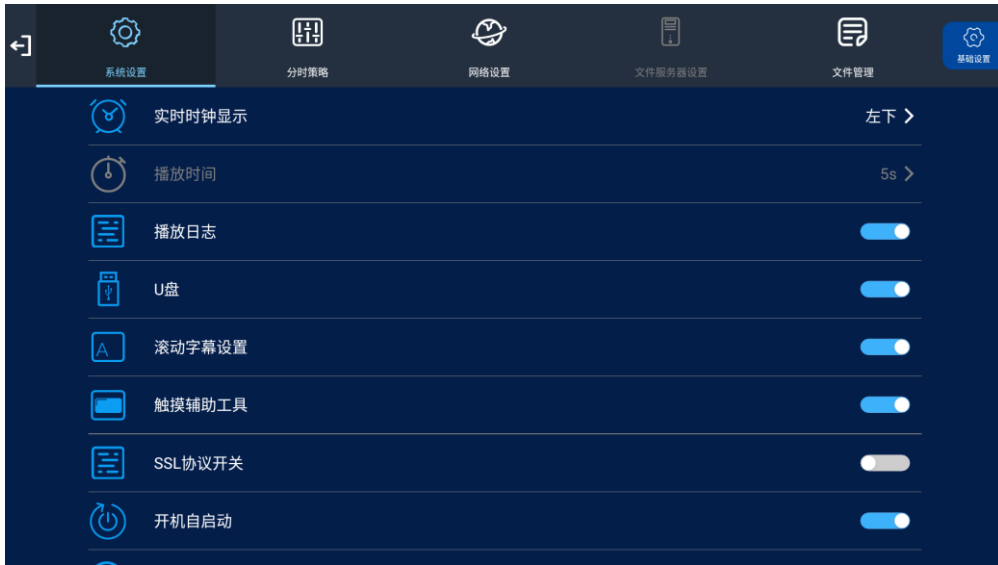 系统设置
分时策略
网络设置
文件服务器设置
文件管理
基础设置
实时时钟显示
左下
播放时间
5s
播放日志
U盘
滚动字幕设置
A
触摸辅助工具
SSL协议开关
开机自启动